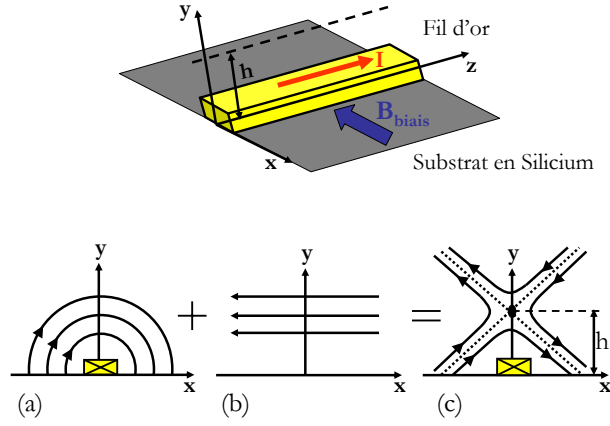 y
Fil d'or
h
I
z
B biais
x
Substrat en Silicium
y
y
y
+
=
h
x
x
x
(a)
(b)
(c)